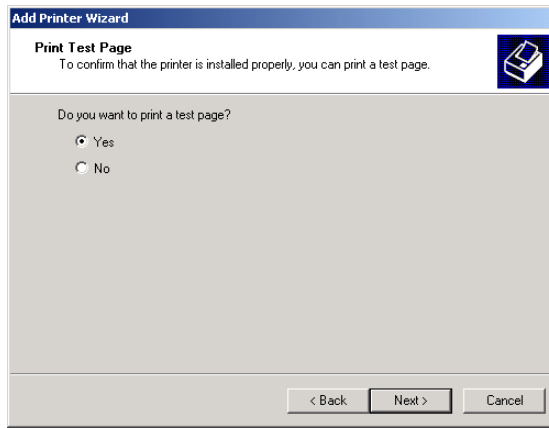 Add Printer Wizard
Print Test Page
To confirm that the printer is installed properly, you can print a test page.
Do you want to print a test page?
Yes
No
< Back
Next >
Cancel